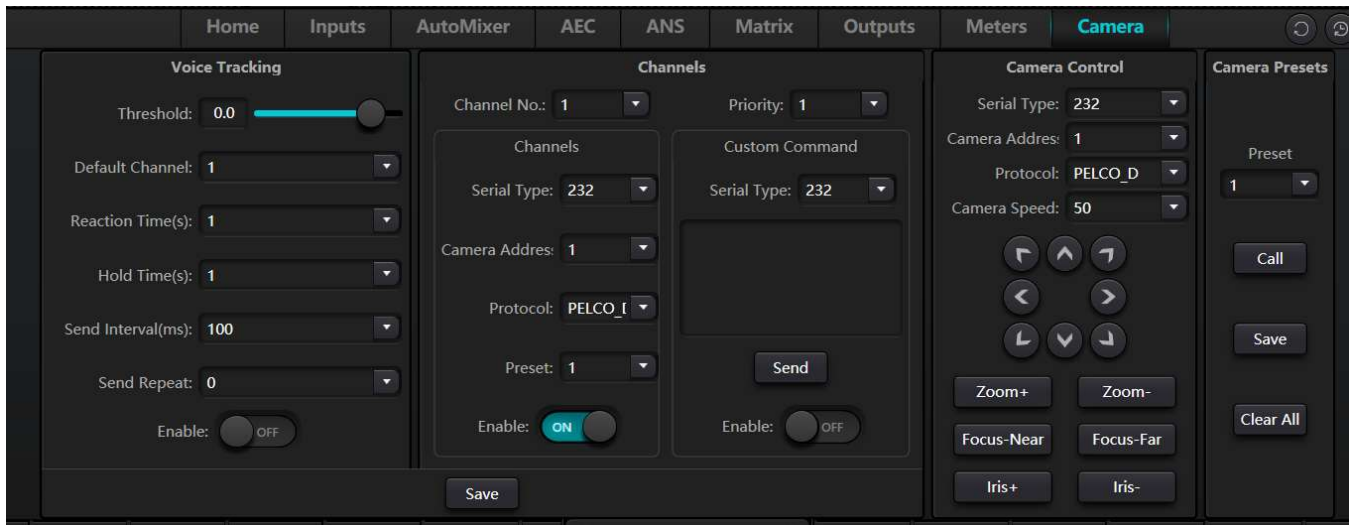 Home Inputs AutoMixer AEC ANS Matrix Outputs Meters Camera
Voice Tracking
Threshold: 0.0
Default Channel: 1
Reaction Time(s): 1
Hold Time(s): 1
Send Interval(ms): 100
Send Repeat: 0
Enable: OFF
Channels
Channel No.: 1 Priority: 1
Channels
Serial Type: 232
Camera Addres: 1
Protocol: PELCO_D
Preset: 1
Enable: ON
Custom Command
Serial Type: 232
Send
Enable: OFF
Save
Camera Control
Serial Type: 232
Camera Addres: 1
Protocol: PELCO_D
Camera Speed: 50
Zoom+ Zoom-
Focus-Near Focus-Far
Iris+ Iris-
Camera Presets
Preset
1
Call
Save
Clear All